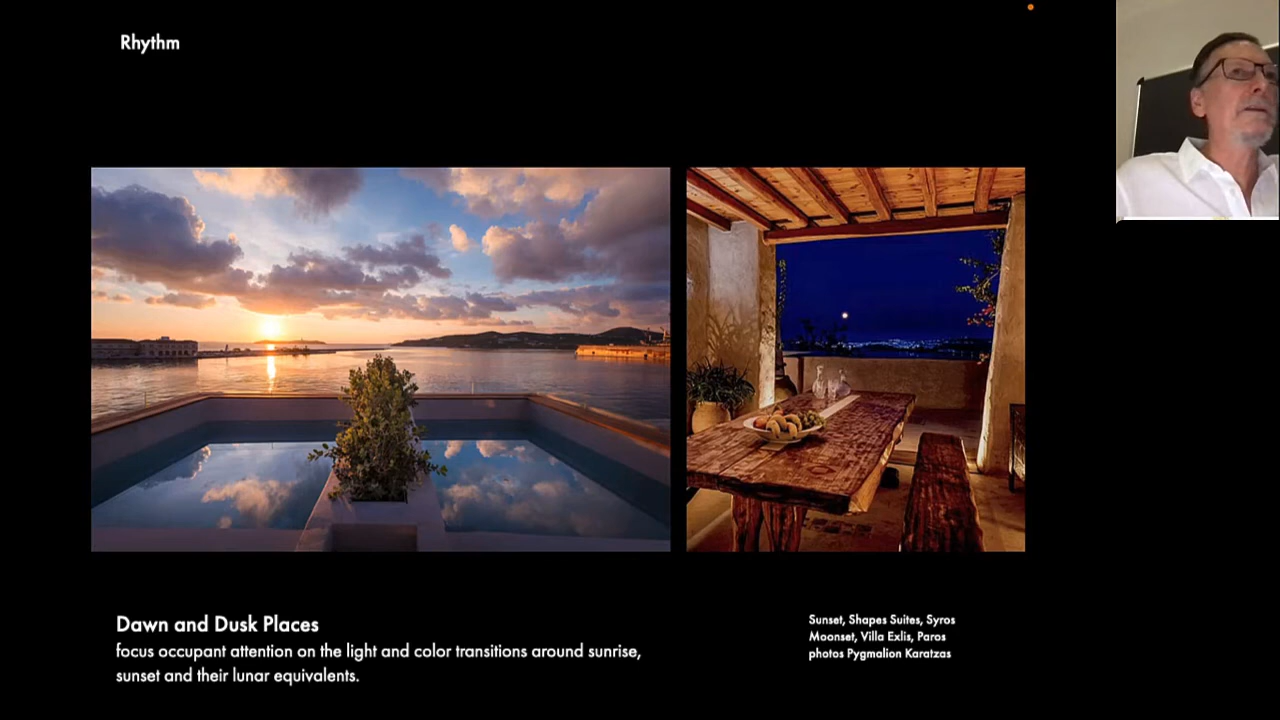 Rhythm
Dawn and Dusk Places
focus occupant attention on the light and color transitions around sunrise,
sunset and their lunar equivalents.
Sunset, Shapes Suites, Syros
Moonset, Villa Exlis, Paros
photos Pygmalion Karatzas